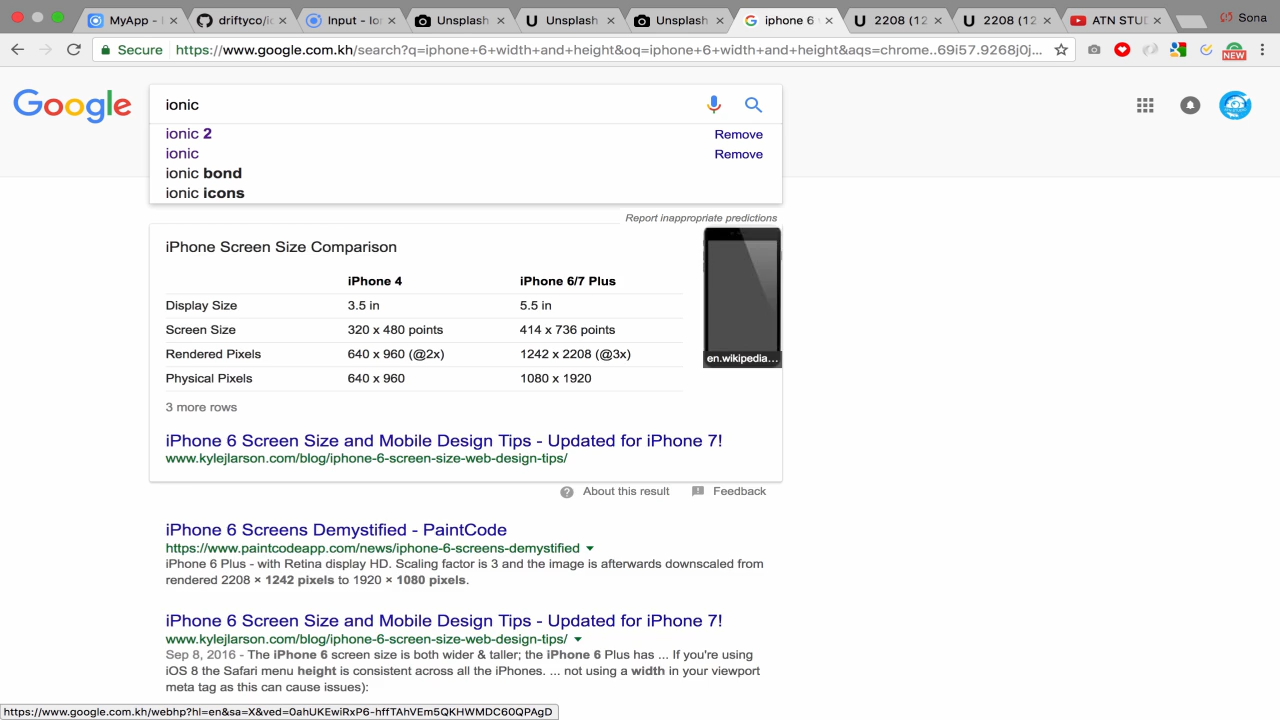 MyApp -
driftyco/ic
Input - Ion
Unsplash
Unsplash
Unsplash
iphone 6
2208 (12
2208 (12
ATN STUD
Sona
Secure https://www.google.com.kh/search?q=iphone+6+width+and+height&oq=iphone+6+width+and+height&aqs=chrome..69i57.9268j0j...
NEW
Google
ionic
ionic 2 Remove
ionic Remove
ionic bond
ionic icons
Report inappropriate predictions
iPhone Screen Size Comparison
iPhone 4 iPhone 6/7 Plus
Display Size 3.5 in 5.5 in
Screen Size 320 x 480 points 414 x 736 points
Rendered Pixels 640 x 960 (@2x) 1242 x 2208 (@3x)
Physical Pixels 640 x 960 1080 x 1920
en.wikipedia...
3 more rows
iPhone 6 Screen Size and Mobile Design Tips - Updated for iPhone 7!
www.kylejlarson.com/blog/iphone-6-screen-size-web-design-tips/
About this result Feedback
iPhone 6 Screens Demystified - PaintCode
https://www.paintcodeapp.com/news/iphone-6-screens-demystified
iPhone 6 Plus - with Retina display HD. Scaling factor is 3 and the image is afterwards downscaled from
rendered 2208 × 1242 pixels to 1920 × 1080 pixels.
iPhone 6 Screen Size and Mobile Design Tips - Updated for iPhone 7!
www.kylejlarson.com/blog/iphone-6-screen-size-web-design-tips/
Sep 8, 2016 - The iPhone 6 screen size is both wider & taller; the iPhone 6 Plus has ... If you're using
iOS 8 the Safari menu height is consistent across all the iPhones. ... not using a width in your viewport
meta tag as this can cause issues):
https://www.google.com.kh/webhp?hl=en&sa=X&ved=0ahUKEwiRxP6-hffTAhVEm5QKHWMDC60QPAgD